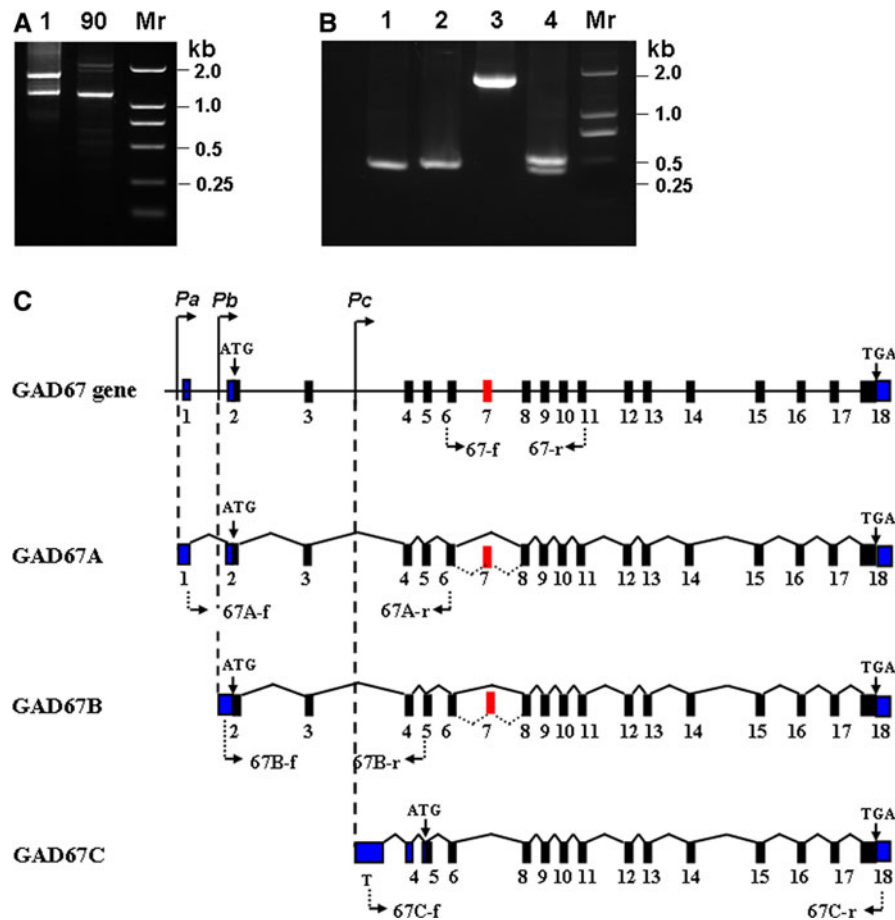 A 1 90 Mr
kb
2.0
1.0
0.5
0.25
B 1 2 3 4 Mr
kb
2.0
1.0
0.5
0.25
C
Pa Pb Pc
ATG TGA
GAD67 gene
1 2 3 4 5 6 7 8 9 10 11 12 13 14 15 16 17 18
67-f 67-r
ATG TGA
GAD67A
1 2 3 4 5 6 7 8 9 10 11 12 13 14 15 16 17 18
67A-f 67A-r
ATG TGA
GAD67B
2 3 4 5 6 7 8 9 10 11 12 13 14 15 16 17 18
67B-f 67B-r
ATG TGA
GAD67C
T 4 5 6 8 9 10 11 12 13 14 15 16 17 18
67C-f 67C-r